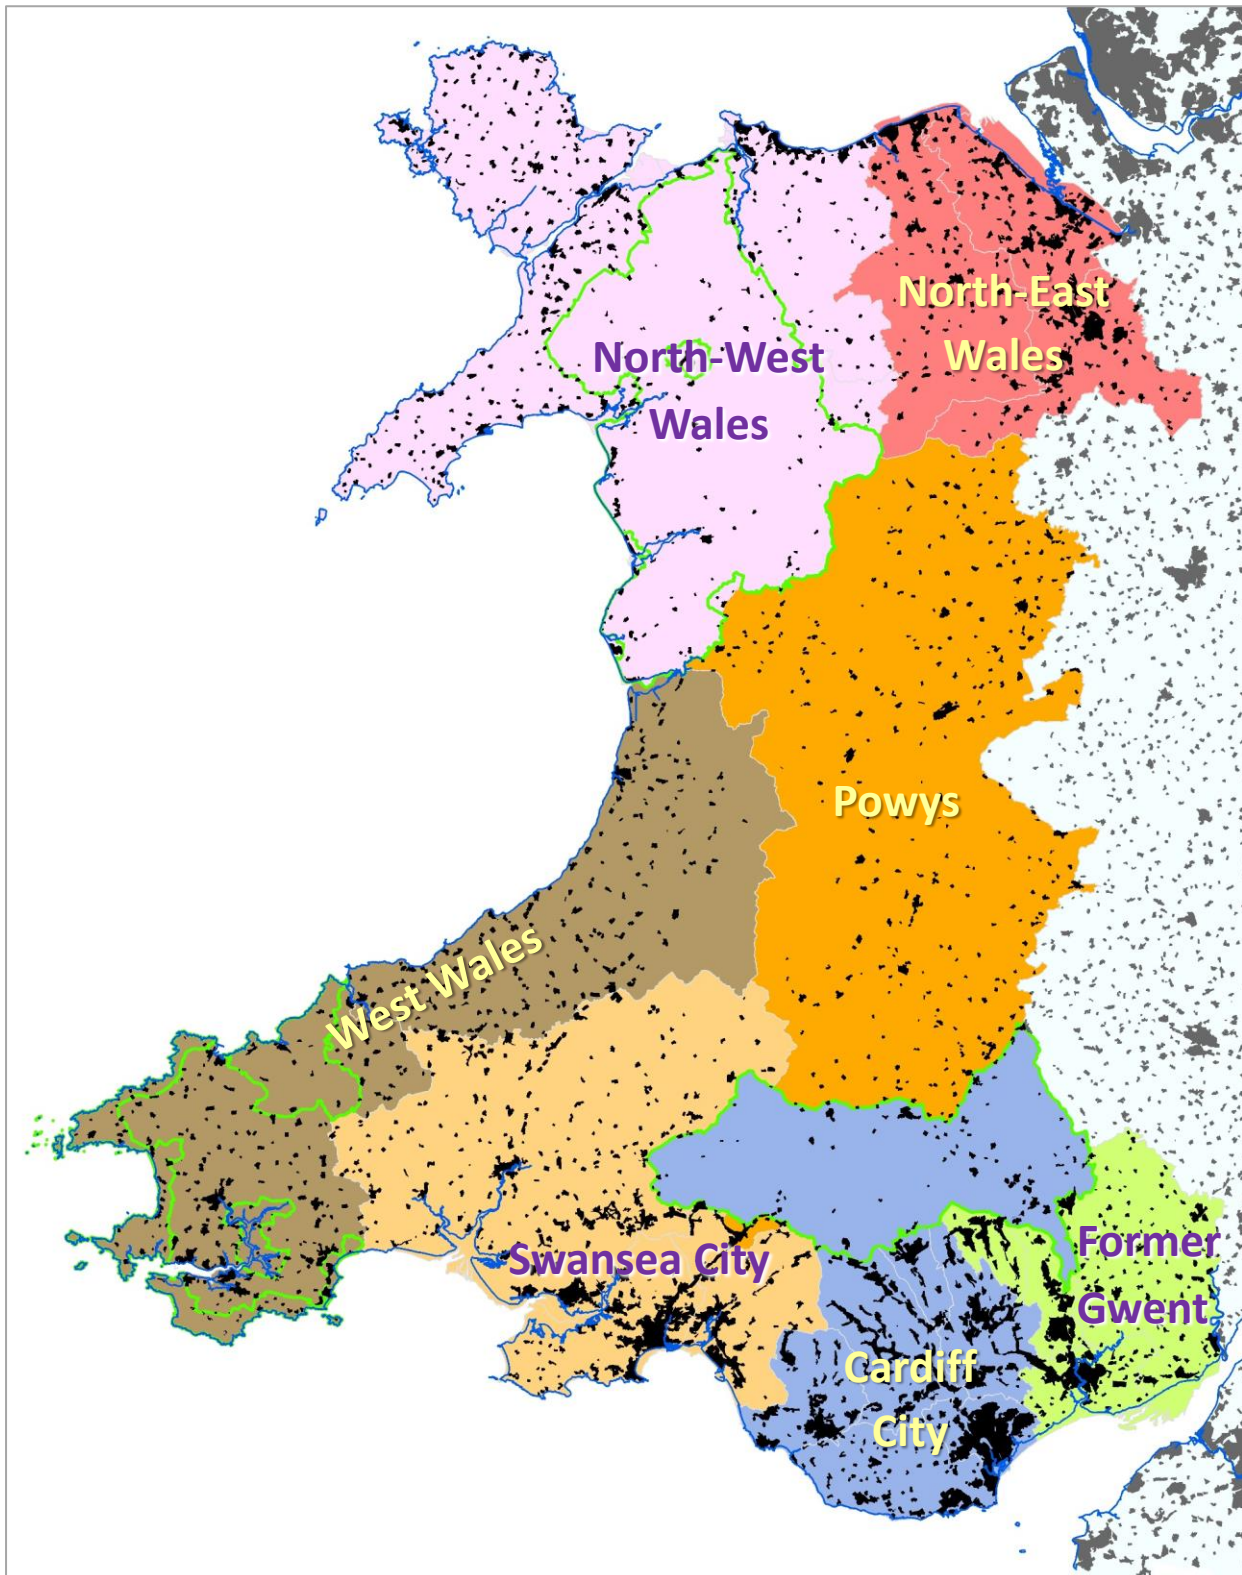 North-East
Wales
North-West
Wales
Powys
West Wales
Swansea City
Former
Gwent
Cardiff
City